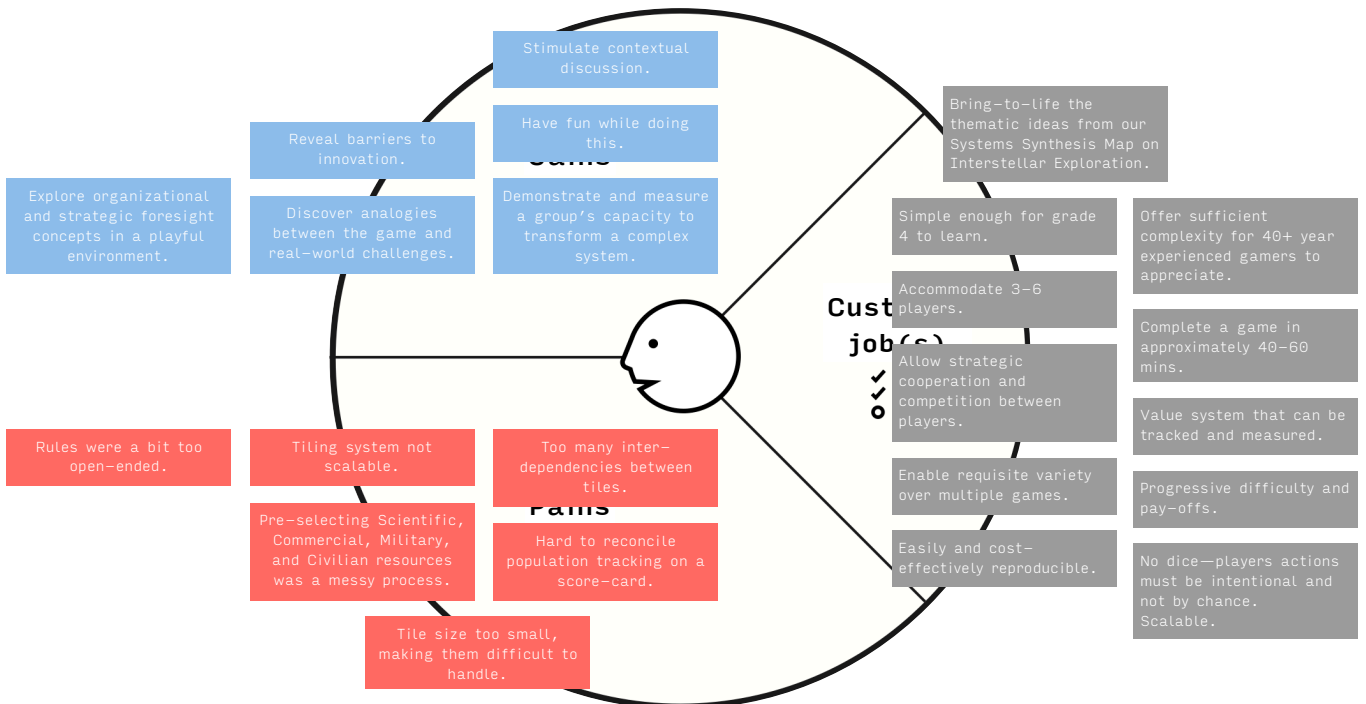 Stimulate contextual
discussion.
Have fun while doing
this.
Reveal barriers to
innovation.
Explore organizational
and strategic foresight
concepts in a playful
environment.
Discover analogies
between the game and
real-world challenges.
Demonstrate and measure
a group's capacity to
transform a complex
system.
Bring-to-life the
thematic ideas from our
Systems Synthesis Map on
Interstellar Exploration.
Simple enough for grade
4 to learn.
Offer sufficient
complexity for 40+ year
experienced gamers to
appreciate.
Accommodate 3-6
players.
Cust
job(s)
Complete a game in
approximately 40-60
mins.
Allow strategic
cooperation and
competition between
players.
Value system that can be
tracked and measured.
Enable requisite variety
over multiple games.
Progressive difficulty and
pay-offs.
Easily and cost-
effectively reproducible.
No dice—players actions
must be intentional and
not by chance.
Scalable.
Rules were a bit too
open-ended.
Tiling system not
scalable.
Too many inter-
dependencies between
tiles.
Pains
Pre-selecting Scientific,
Commercial, Military,
and Civilian resources
was a messy process.
Hard to reconcile
population tracking on a
score-card.
Tile size too small,
making them difficult to
handle.